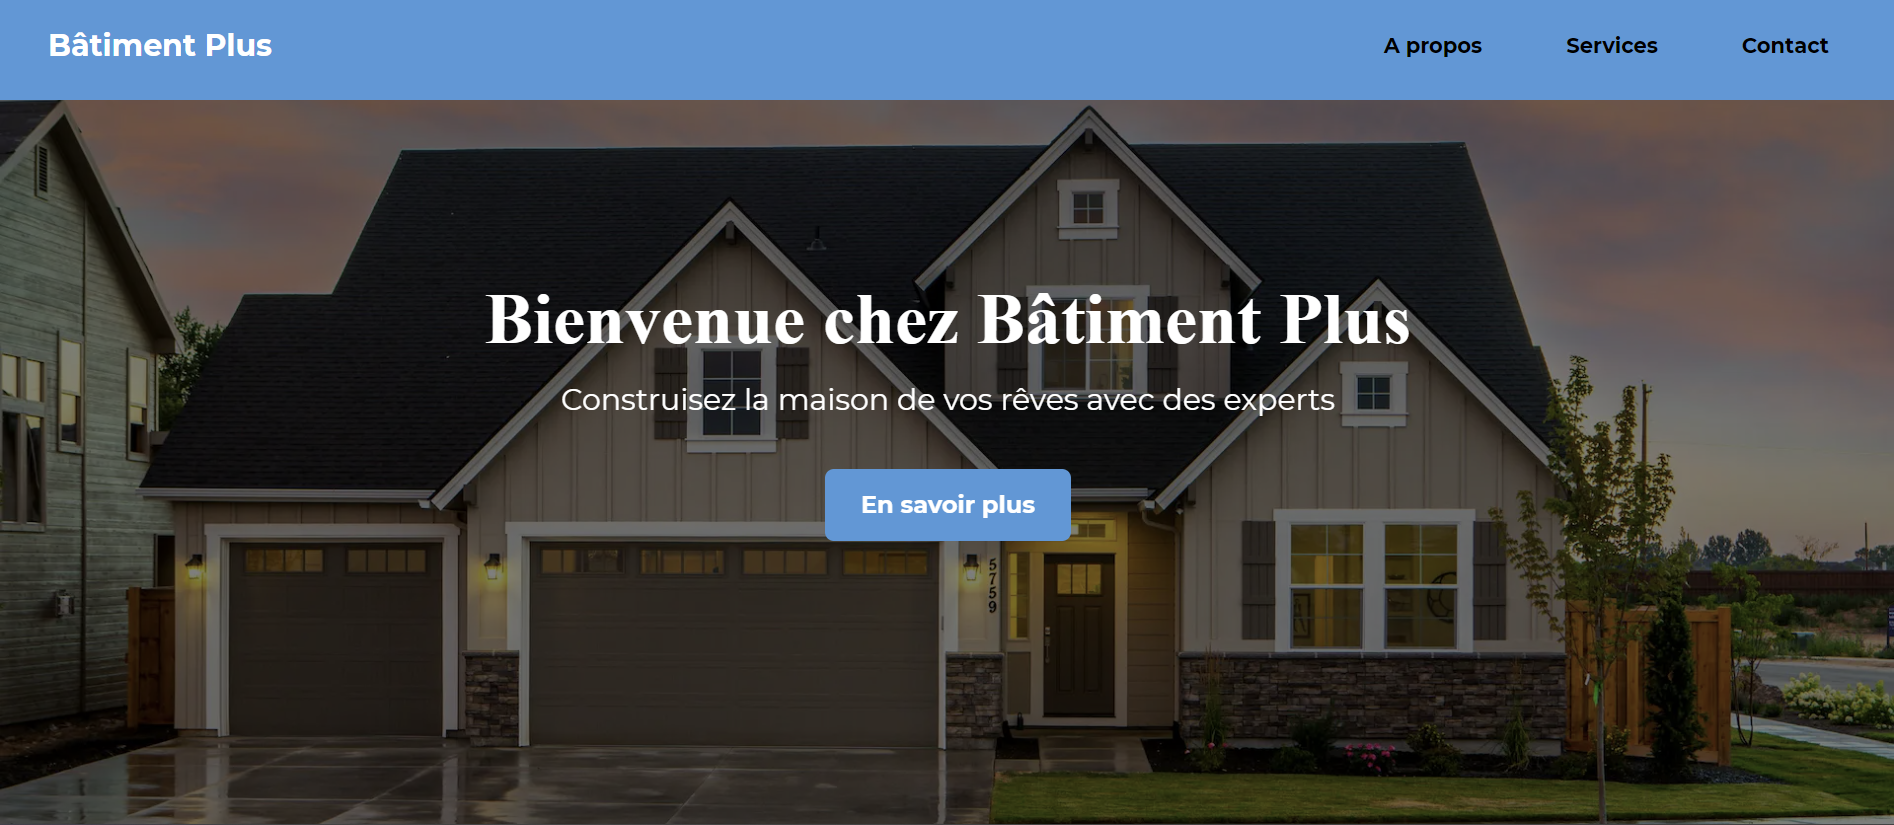 Bâtiment Plus
A propos
Services
Contact
Bienvenue chez Bâtiment Plus
Construisez la maison de vos rêves avec des experts
En savoir plus
5759